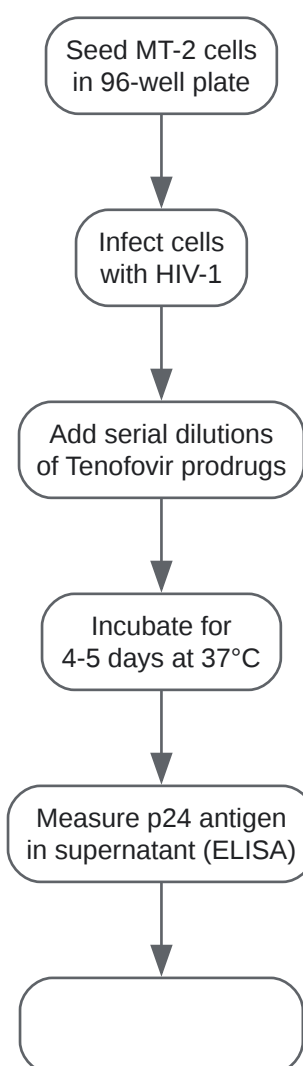 Seed MT-2 cells
in 96-well plate
Infect cells
with HIV-1
Add serial dilutions
of Tenofovir prodrugs
Incubate for
4-5 days at 37°C
Measure p24 antigen
in supernatant (ELISA)